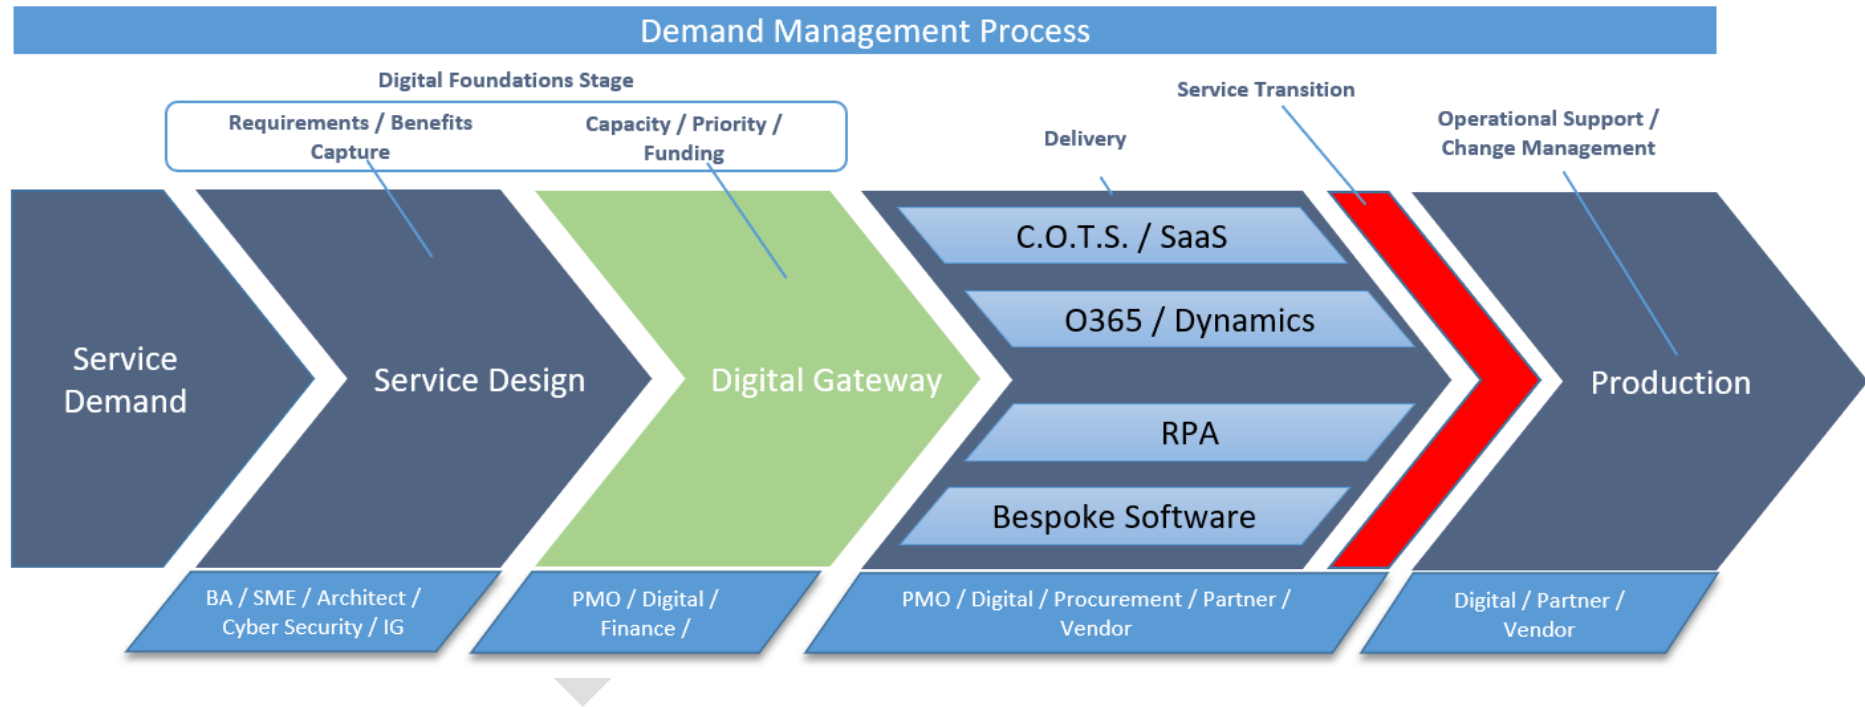 Demand Management Process
Digital Foundations Stage
Requirements / Benefits
Capture
Capacity / Priority /
Funding
Delivery
Service Transition
Operational Support /
Change Management
Service
Demand
Service Design
Digital Gateway
C.O.T.S. / SaaS
O365 / Dynamics
RPA
Bespoke Software
Production
BA / SME / Architect /
Cyber Security / IG
PMO / Digital /
Finance /
PMO / Digital / Procurement / Partner /
Vendor
Digital / Partner /
Vendor